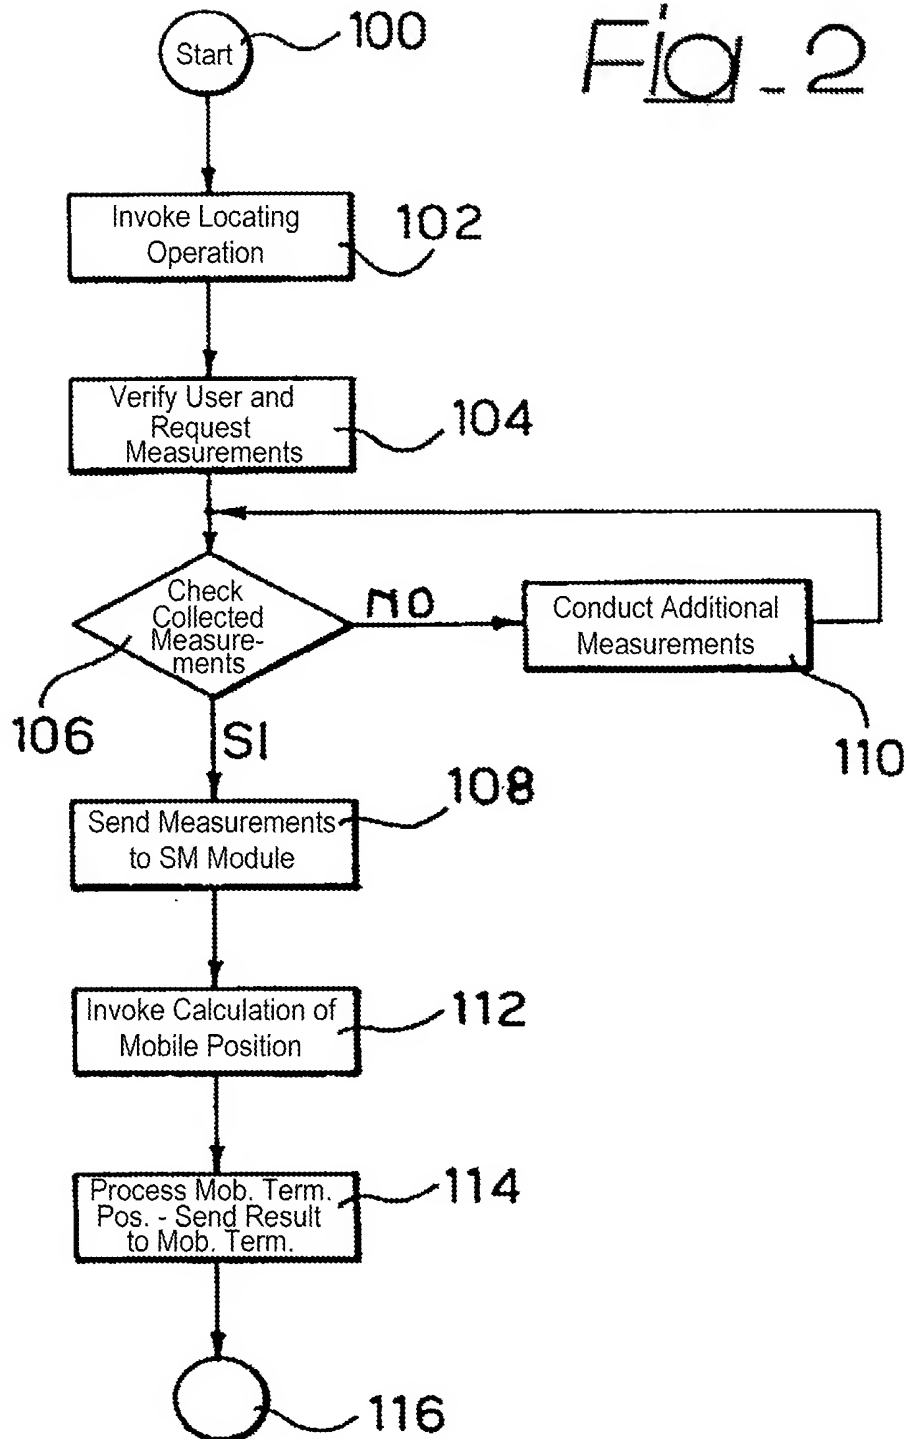 Fig_2
Start
100
Invoke Locating
Operation
102
Verify User and
Request
Measurements
104
Check
Collected
Measure-
ments
106
NO
Conduct Additional
Measurements
110
SI
Send Measurements
to SM Module
108
Invoke Calculation of
Mobile Position
112
Process Mob. Term.
Pos. - Send Result
to Mob. Term.
114
116